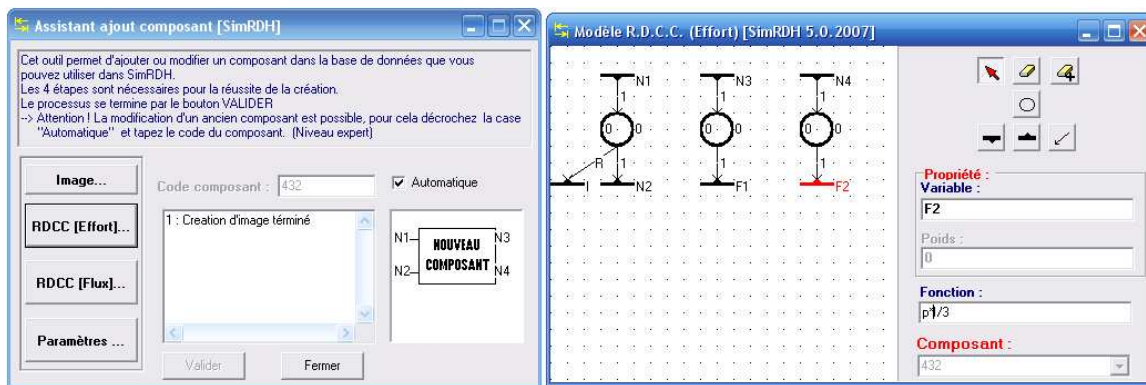 Assistant ajout composant [SimRDH]
Cet outil permet d'ajouter ou modifier un composant dans la base de données que vous
pouvez utiliser dans SimRDH.
Les 4 étapes sont nécessaires pour la réussite de la création.
Le processus se termine par le bouton VALIDER
--> Attention ! La modification d'un ancien composant est possible, pour cela décrochez la case
"Automatique" et tapez le code du composant. (Niveau expert)
Image...
Code composant :
432
Automatique
RDCC [Effort]...
1 : Creation d'image términé
RDCC [Flux]...
Paramètres ...
N1
N2
NOUVEAU
COMPOSANT
N3
N4
Valider
Fermer
Modèle R.D.C.C. (Effort) [SimRDH 5.0.2007]
N1
N3
N4
1
1
1
0
0
0
0
0
0
R
1
1
1
I
N2
F1
F2
Propriété :
Variable :
F2
Poids :
0
Fonction :
p*I/3
Composant :
432